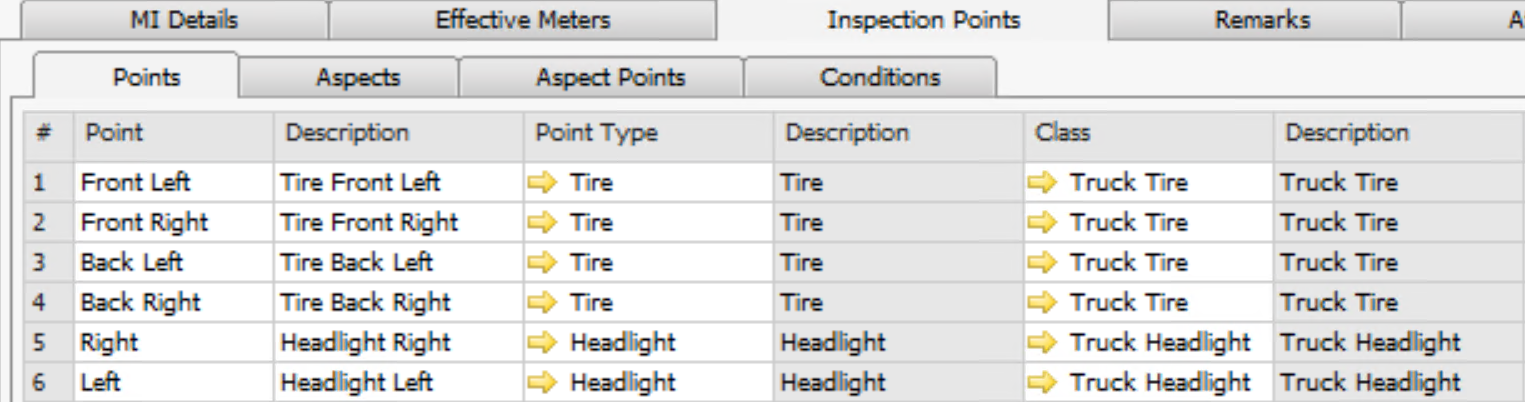 MI Details Effective Meters Inspection Points Remarks
Points Aspects Aspect Points Conditions
# Point Description Point Type Description Class Description
1 Front Left Tire Front Left Tire Tire Truck Tire Truck Tire
2 Front Right Tire Front Right Tire Tire Truck Tire Truck Tire
3 Back Left Tire Back Left Tire Tire Truck Tire Truck Tire
4 Back Right Tire Back Right Tire Tire Truck Tire Truck Tire
5 Right Headlight Right Headlight Headlight Truck Headlight Truck Headlight
6 Left Headlight Left Headlight Headlight Truck Headlight Truck Headlight